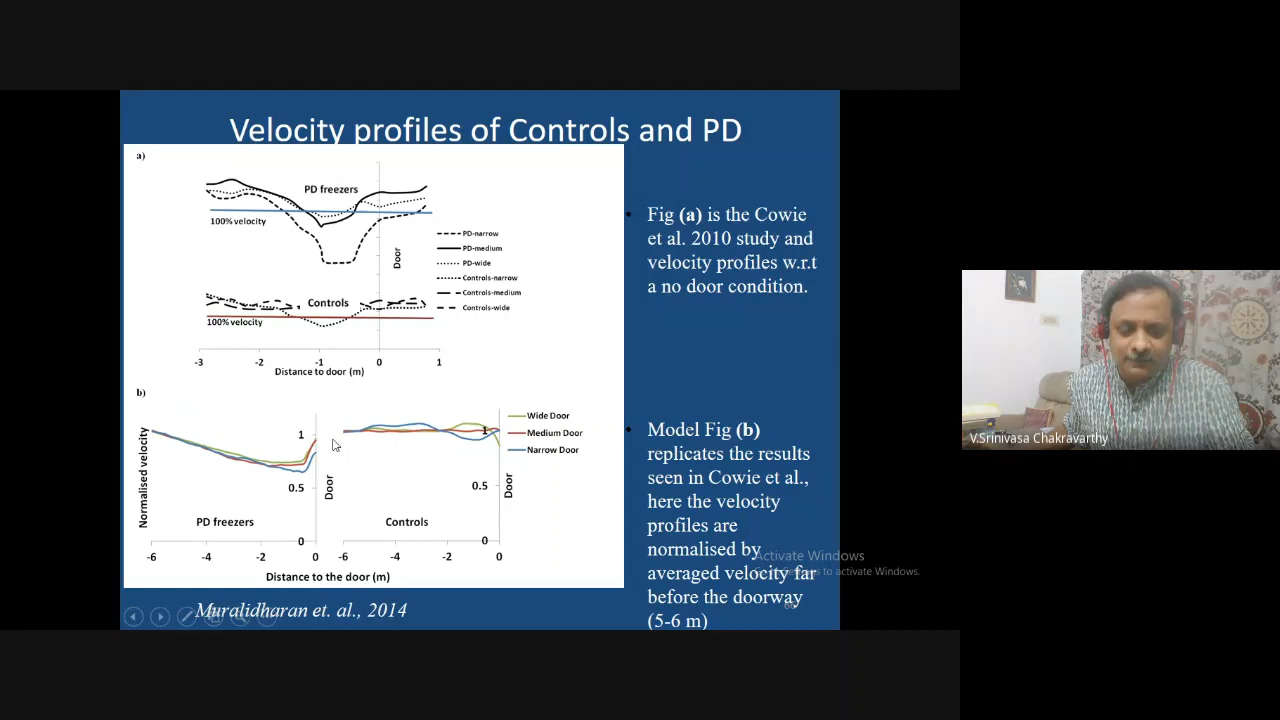 Velocity profiles of Controls and PD
a)
PD freezers
100% velocity
Door
PD-narrow
PD-medium
PD-wide
Controls-narrow
Controls-medium
Controls-wide
Controls
100% velocity
-3 -2 -1 0 1
Distance to door (m)
Fig (a) is the Cowie
et al. 2010 study and
velocity profiles w.r.t
a no door condition.
b)
Normalised velocity
1
0.5
0
Door
PD freezers
-6 -4 -2 0
1
0.5
0
Door
Controls
-6 -4 -2 0
Wide Door
Medium Door
Narrow Door
Distance to the door (m)
Model Fig (b)
replicates the results
seen in Cowie et al.,
here the velocity
profiles are
normalised by
averaged velocity far
before the doorway
(5-6 m)
Muralidharan et. al., 2014
Activate Windows
to activate Windows.
V.Srinivasa Chakravarthy